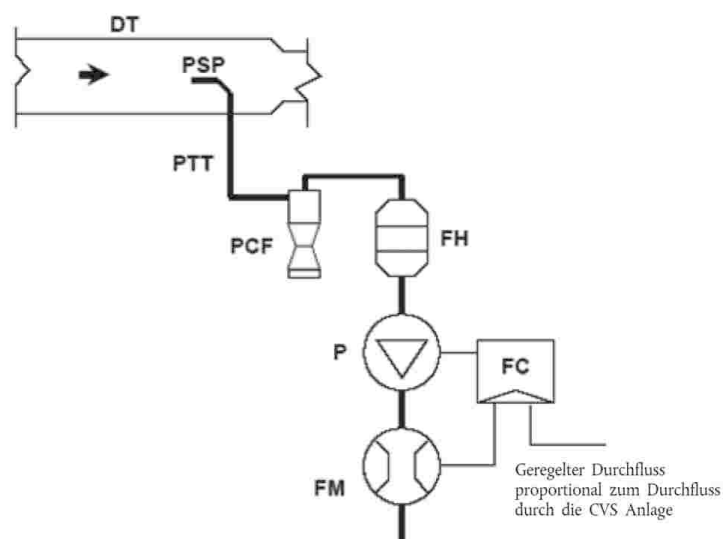 DT
PSP
PTT
PCF
FH
P
FC
FM
Geregelter Durchfluss
proportional zum Durchfluss
durch die CVS Anlage